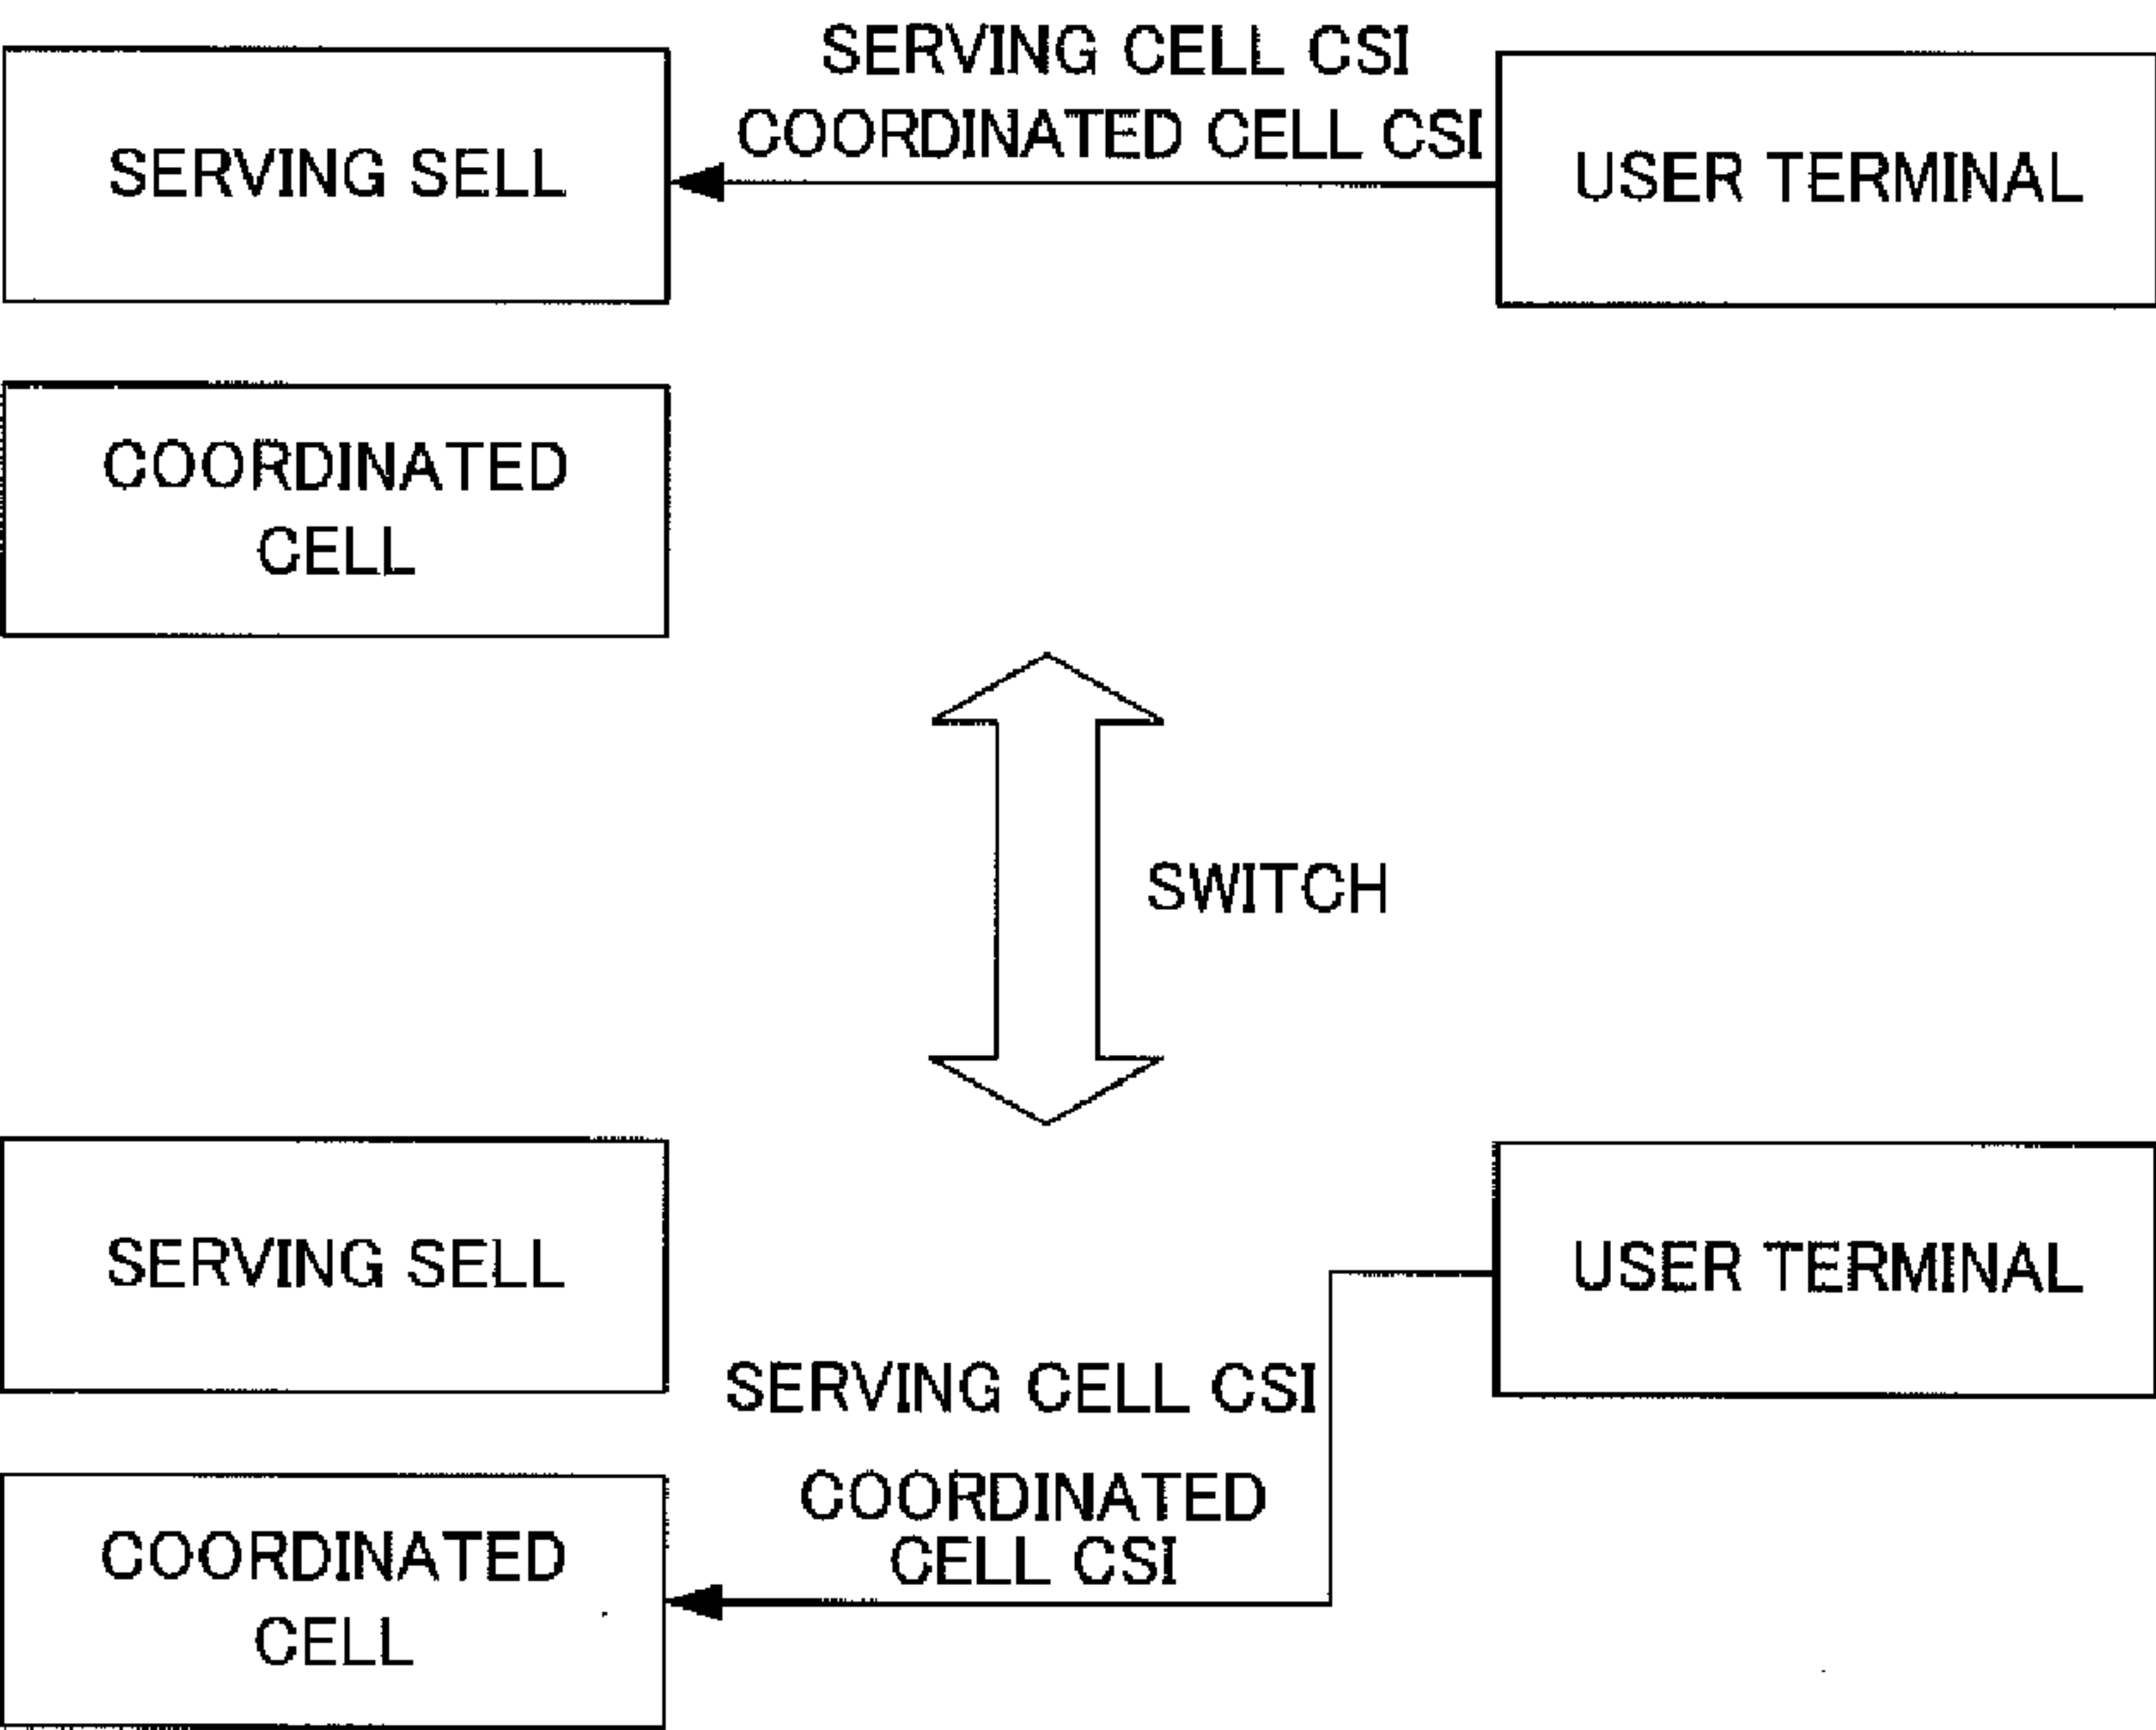 SERVING CELL CSI
COORDINATED CELL CSI
SERVING SELL
USER TERMINAL
COORDINATED
CELL
SWITCH
SERVING SELL
USER TERMINAL
SERVING CELL CSI
COORDINATED
CELL CSI
COORDINATED
CELL